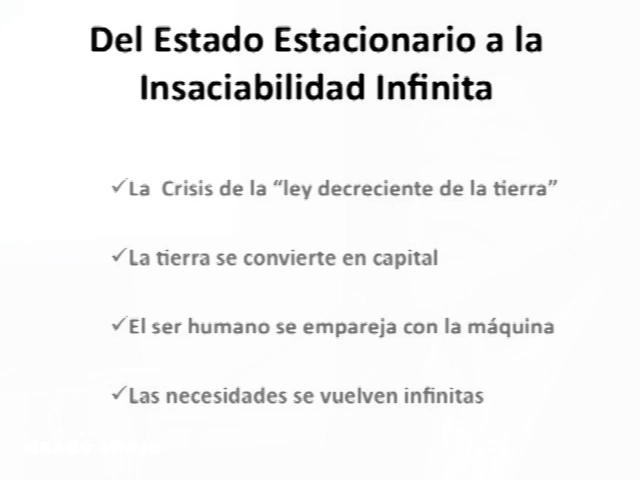 Del Estado Estacionario a la
Insaciabilidad Infinita
✓La Crisis de la “ley decreciente de la tierra”
✓La tierra se convierte en capital
✓El ser humano se empareja con la máquina
✓Las necesidades se vuelven infinitas